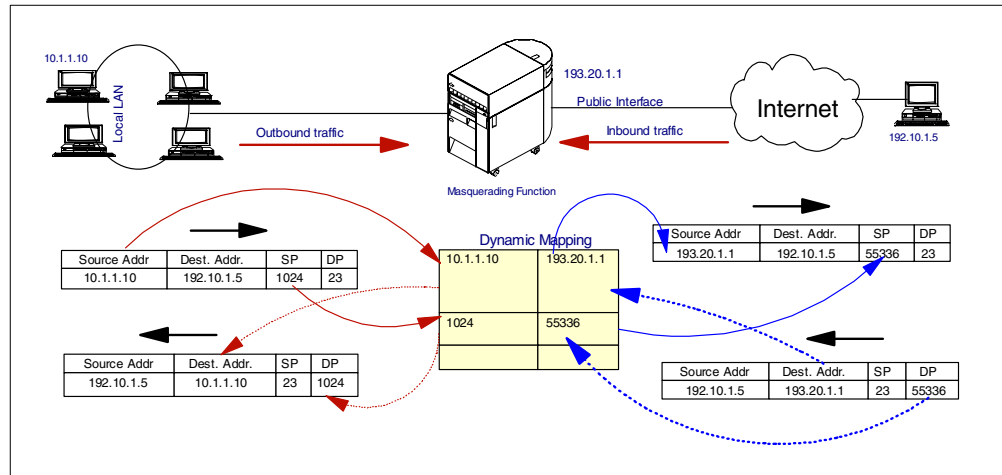 10.1.1.10
Local LAN
193.20.1.1
Public Interface
Internet
192.10.1.5
Outbound traffic
Inbound traffic
Masquerading Function
Source Addr Dest. Addr. SP DP
10.1.1.10 192.10.1.5 1024 23
Dynamic Mapping
10.1.1.10 193.20.1.1
1024 55336
Source Addr Dest. Addr. SP DP
193.20.1.1 192.10.1.5 55336 23
Source Addr Dest. Addr. SP DP
192.10.1.5 10.1.1.10 23 1024
Source Addr Dest. Addr. SP DP
192.10.1.5 193.20.1.1 23 55336